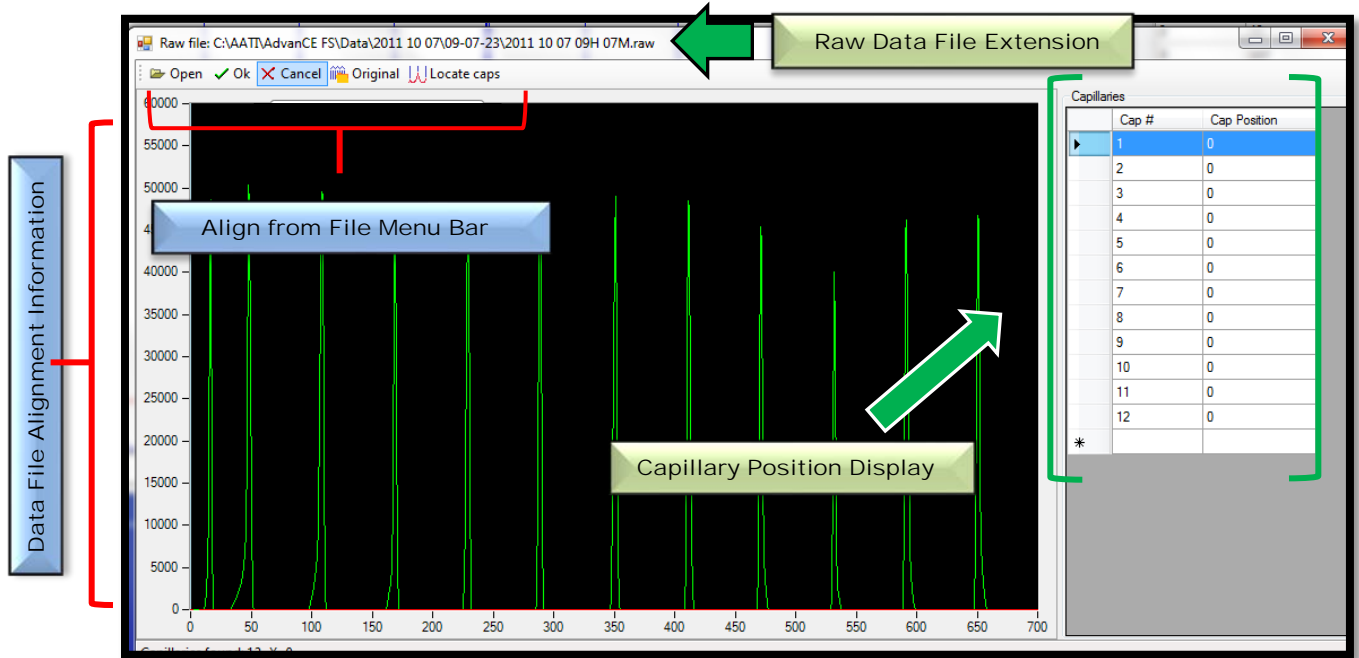 Raw file: C:\AATI\AdvanCE FS\Data\2011 10 07\09-07-23\2011 10 07 09H 07M.raw
Raw Data File Extension
Open Ok Cancel Original Locate caps
Capillaries
Cap # Cap Position
1 0
2 0
3 0
4 0
5 0
6 0
7 0
8 0
9 0
10 0
11 0
12 0
*
Data File Alignment Information
60000
55000
50000
Align from File Menu Bar
40000
35000
30000
25000
20000
Capillary Position Display
15000
10000
5000
0
0 50 100 150 200 250 300 350 400 450 500 550 600 650 700